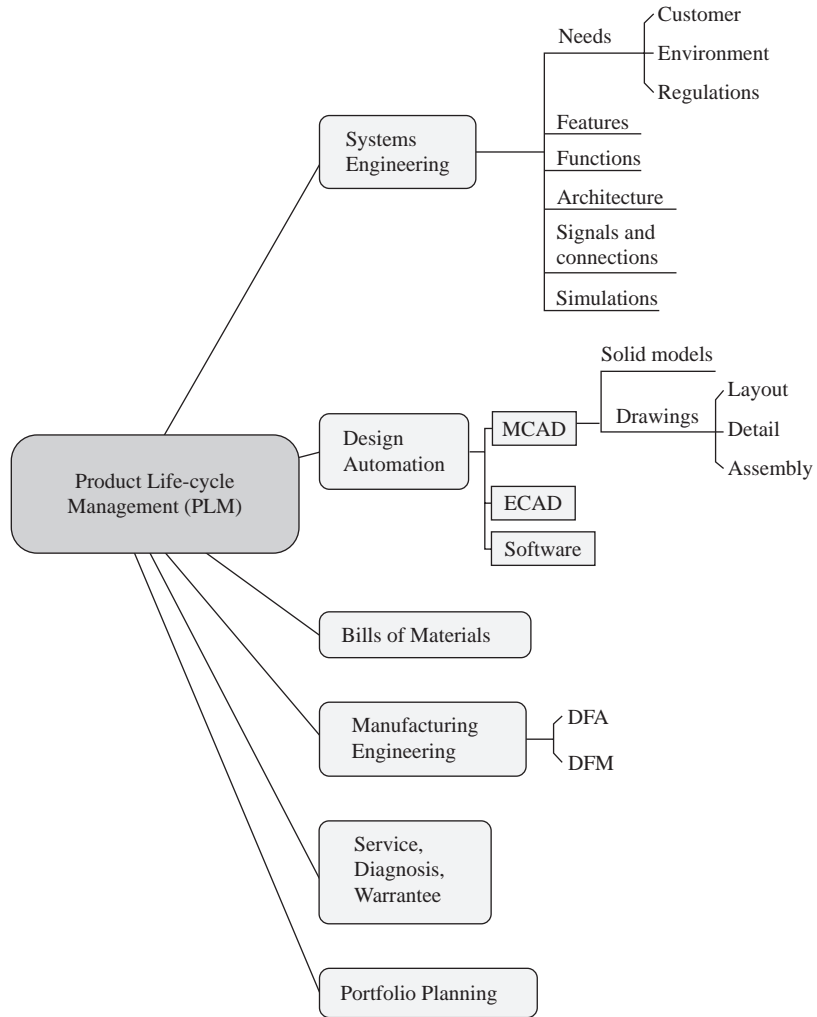 Customer
Needs
Environment
Regulations
Systems
Engineering
Features
Functions
Architecture
Signals and
connections
Simulations
Solid models
Layout
Design
Automation
MCAD
Drawings
Detail
Assembly
Product Life-cycle
Management (PLM)
ECAD
Software
Bills of Materials
Manufacturing
Engineering
DFA
DFM
Service,
Diagnosis,
Warrantee
Portfolio Planning